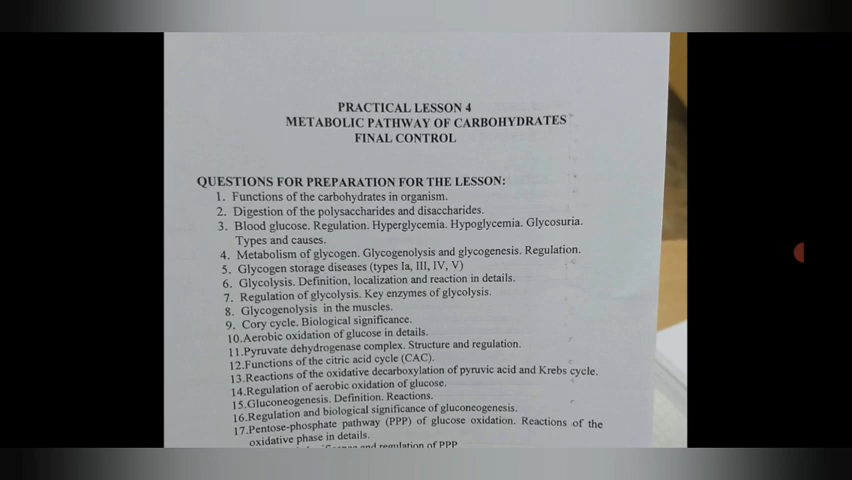 PRACTICAL LESSON 4
METABOLIC PATHWAY OF CARBOHYDRATES
FINAL CONTROL
QUESTIONS FOR PREPARATION FOR THE LESSON:
1. Functions of the carbohydrates in organism.
2. Digestion of the polysaccharides and disaccharides.
3. Blood glucose. Regulation. Hyperglycemia. Hypoglycemia. Glycosuria.
Types and causes.
4. Metabolism of glycogen. Glycogenolysis and glycogenesis. Regulation.
5. Glycogen storage diseases (types Ia, III, IV, V)
6. Glycolysis. Definition, localization and reaction in details.
7. Regulation of glycolysis. Key enzymes of glycolysis.
8. Glycogenolysis in the muscles.
9. Cory cycle. Biological significance.
10.Aerobic oxidation of glucose in details.
11.Pyruvate dehydrogenase complex. Structure and regulation.
12.Functions of the citric acid cycle (CAC).
13.Reactions of the oxidative decarboxylation of pyruvic acid and Krebs cycle.
14.Regulation of aerobic oxidation of glucose.
15.Gluconeogenesis. Definition. Reactions.
16.Regulation and biological significance of gluconeogenesis.
17.Pentose-phosphate pathway (PPP) of glucose oxidation. Reactions of the
oxidative phase in details.
and regulation of PPP